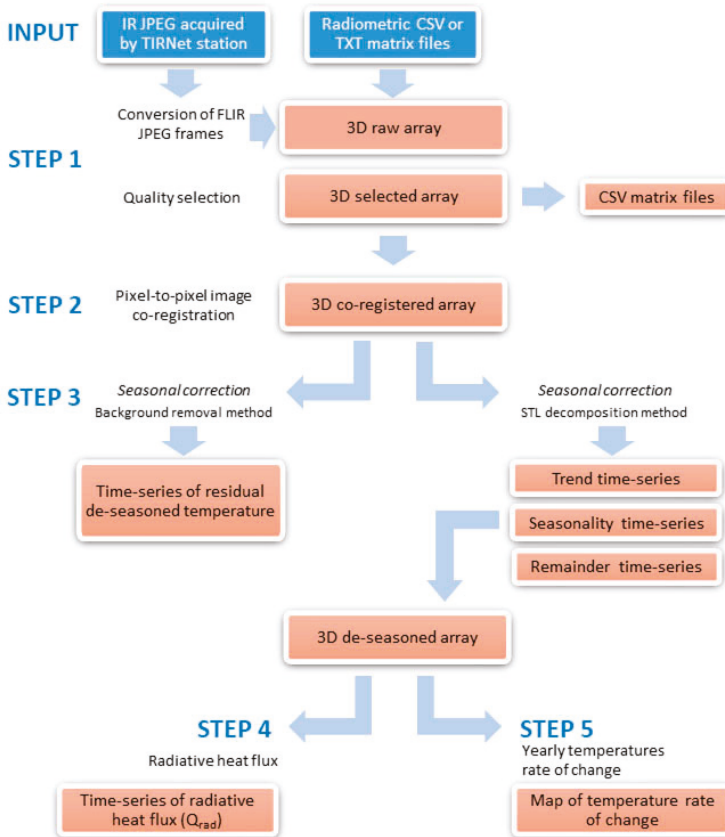 INPUT
IR JPEG acquired
by TIRNet station
Radiometric CSV or
TXT matrix files
STEP 1
Conversion of FLIR
JPEG frames
3D raw array
Quality selection
3D selected array
CSV matrix files
STEP 2
Pixel-to-pixel image
co-registration
3D co-registered array
STEP 3
Seasonal correction
Background removal method
Seasonal correction
STL decomposition method
Time-series of residual
de-seasoned temperature
Trend time-series
Seasonality time-series
Remainder time-series
3D de-seasoned array
STEP 4
Radiative heat flux
Time-series of radiative
heat flux (Qrad)
STEP 5
Yearly temperatures
rate of change
Map of temperature rate
of change